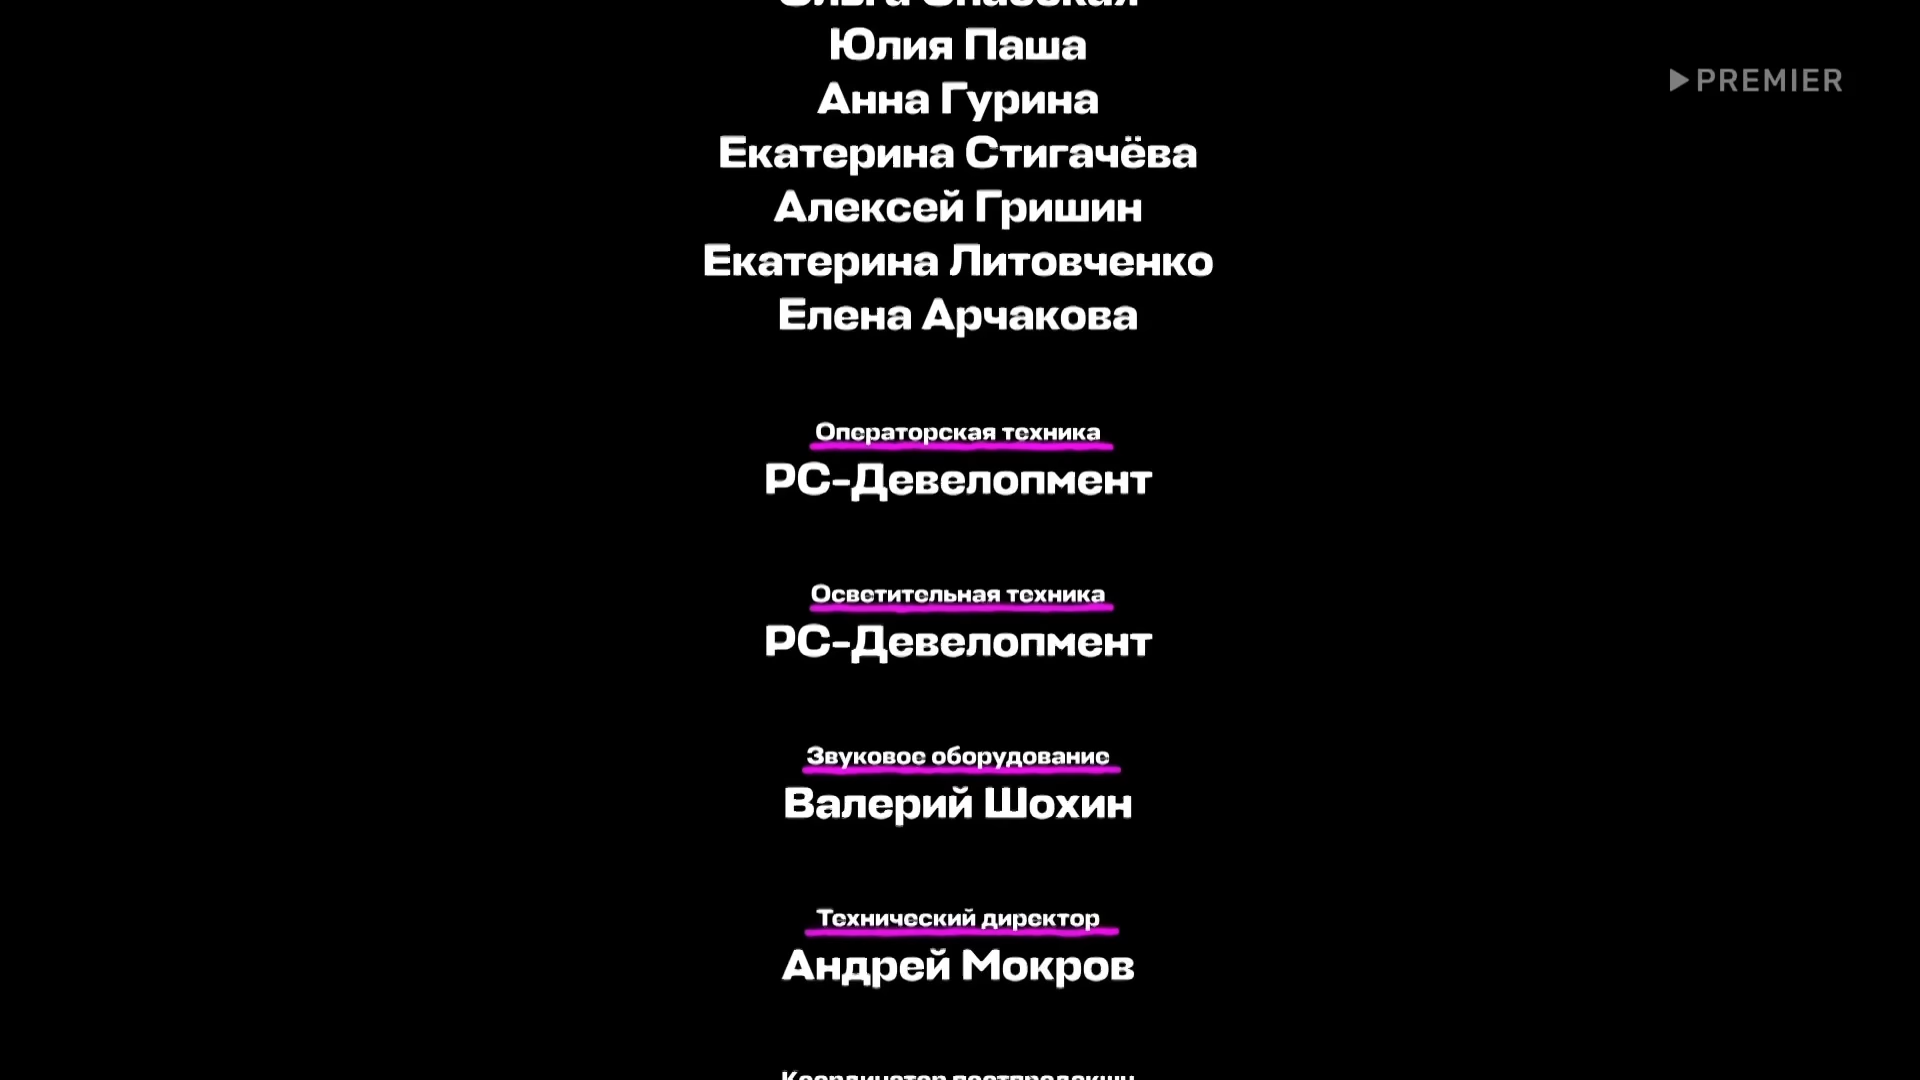 Юлия Паша
PREMIER
Анна Гурина
Екатерина Стигачёва
Алексей Гришин
Екатерина Литовченко
Елена Арчакова
Операторская техника
РС-Девелопмент
Осветительная техника
РС-Девелопмент
Звуковое оборудование
Валерий Шохин
Технический директор
Андрей Мокров